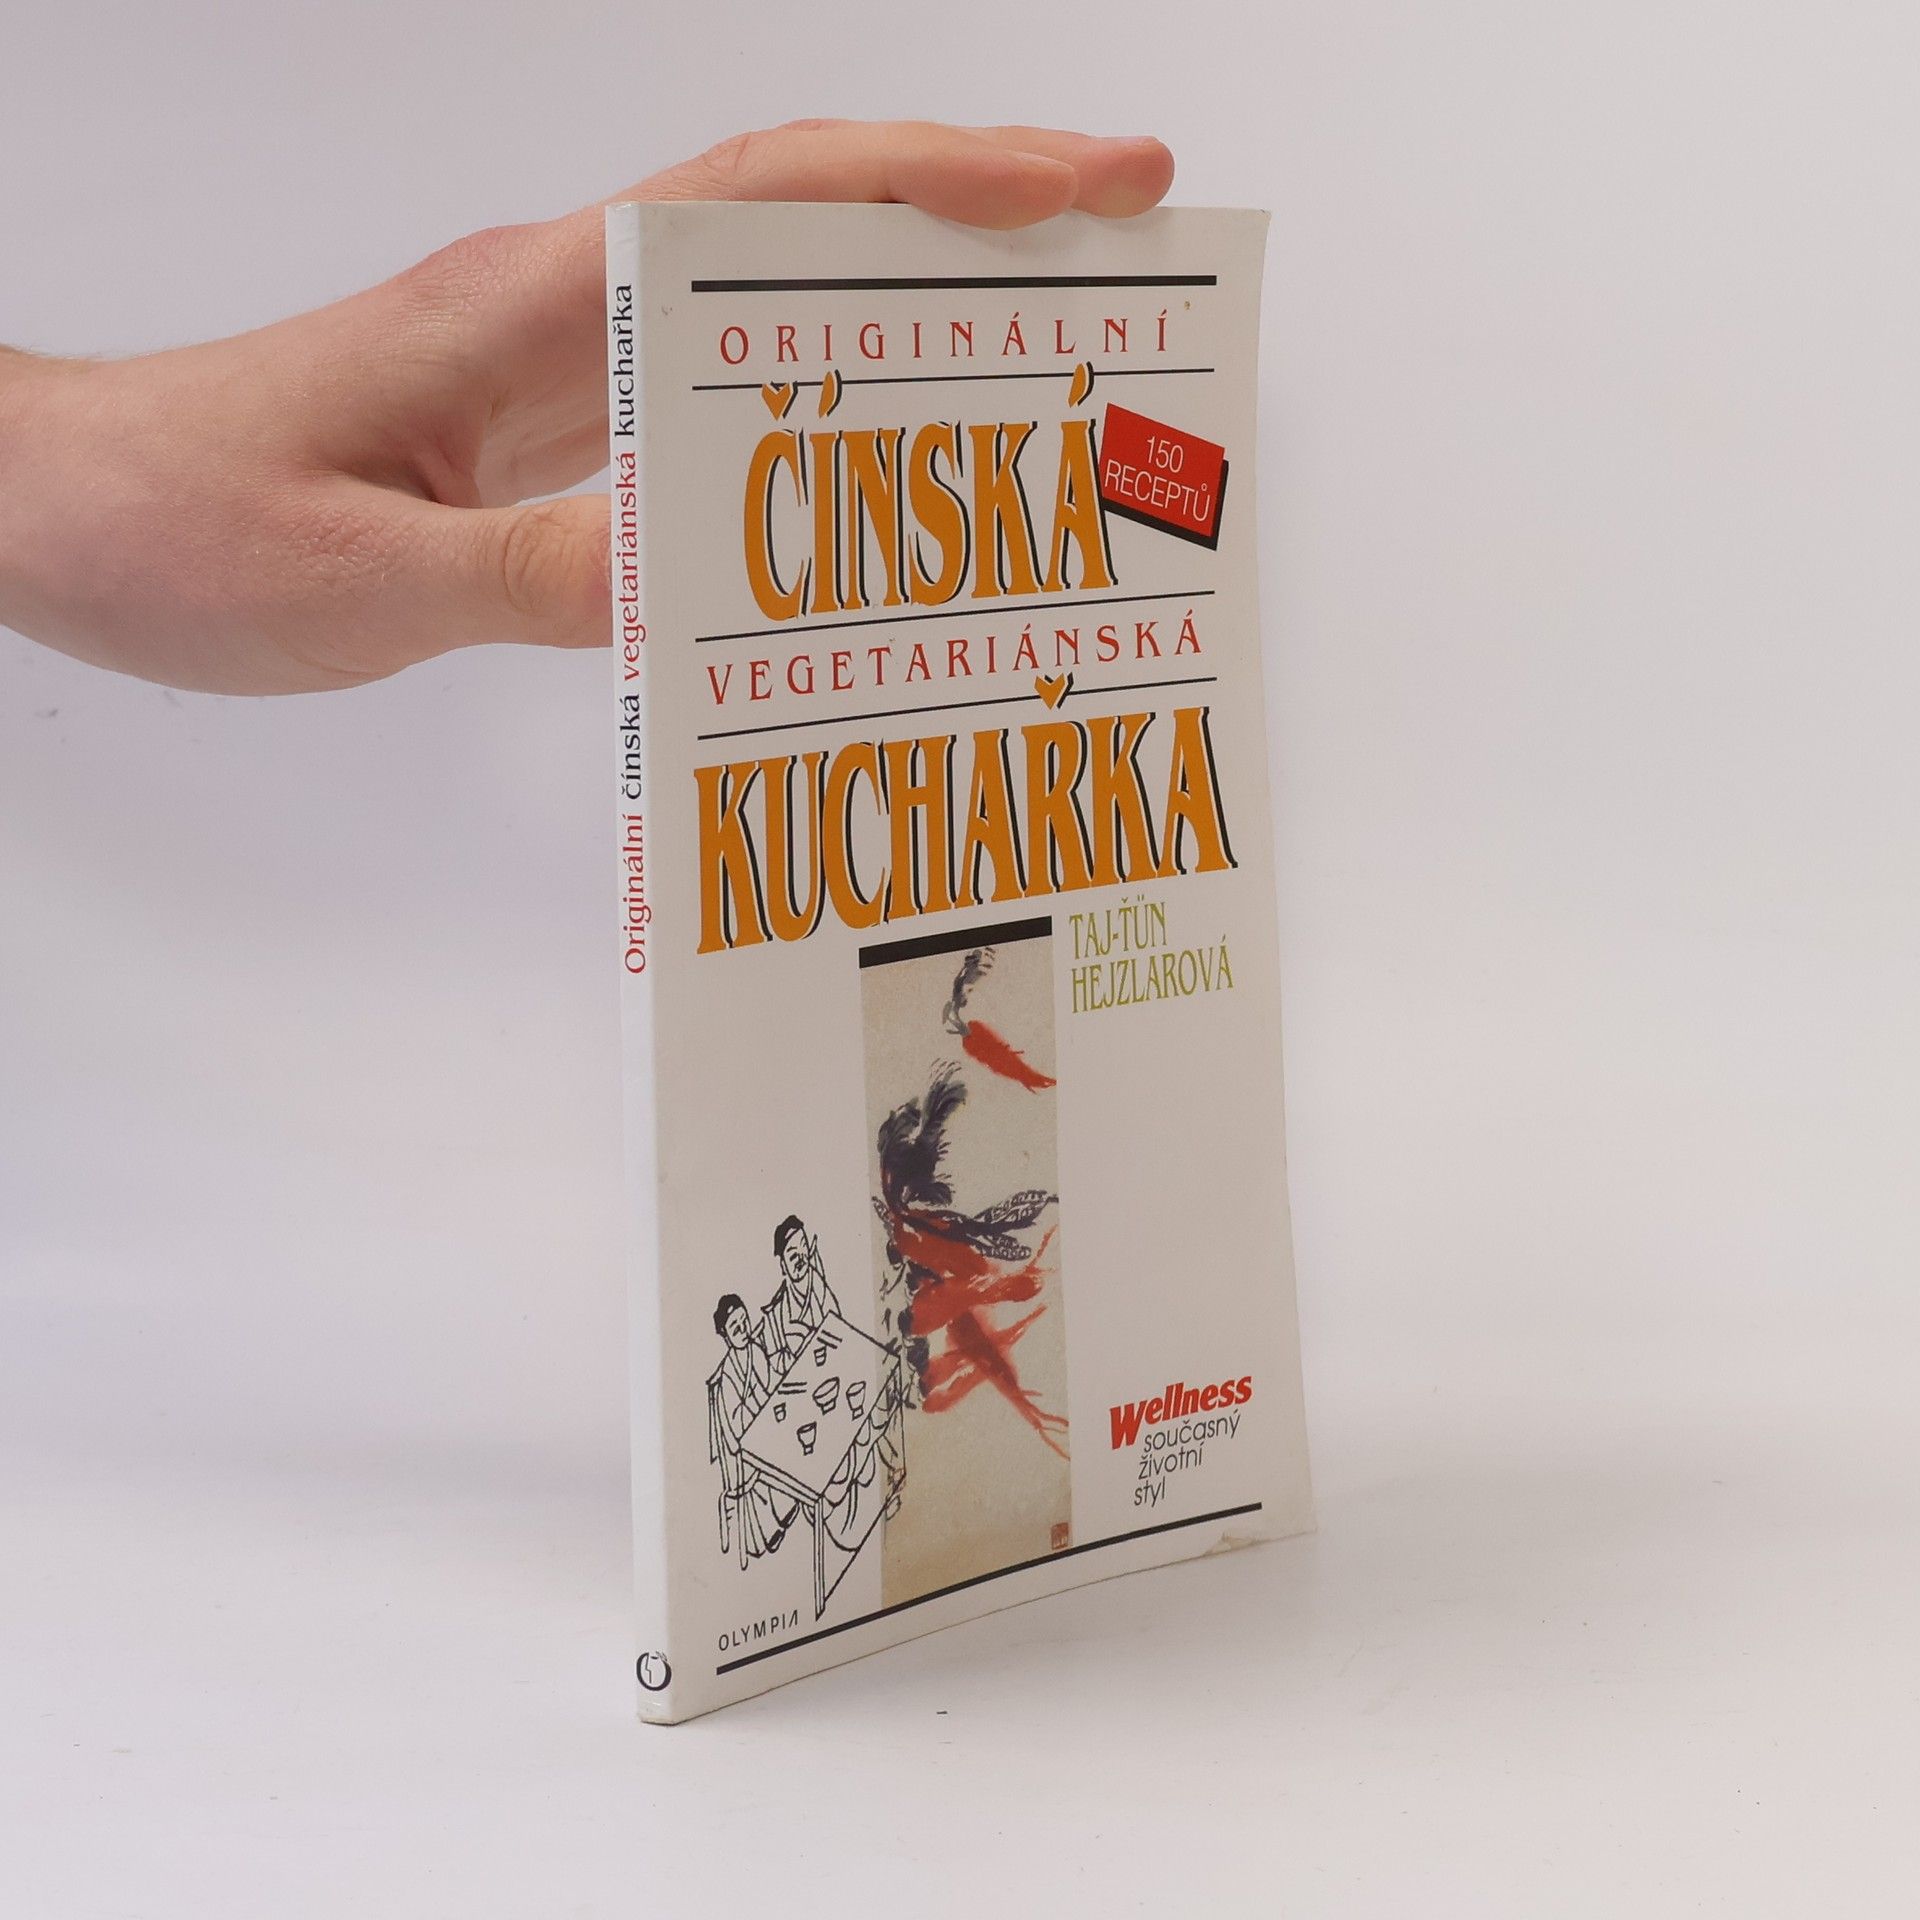 Originální čínská vegetariánská kuchařka
ORIGINÁLNÍ
ČÍNSKÁ
150
RECEPTŮ
VEGETARIÁNSKÁ
KUCHAŘKA
TAJ-ŤÜN
HEJZLAROVÁ
Wellness
současný
životní
styl
OLYMPIA